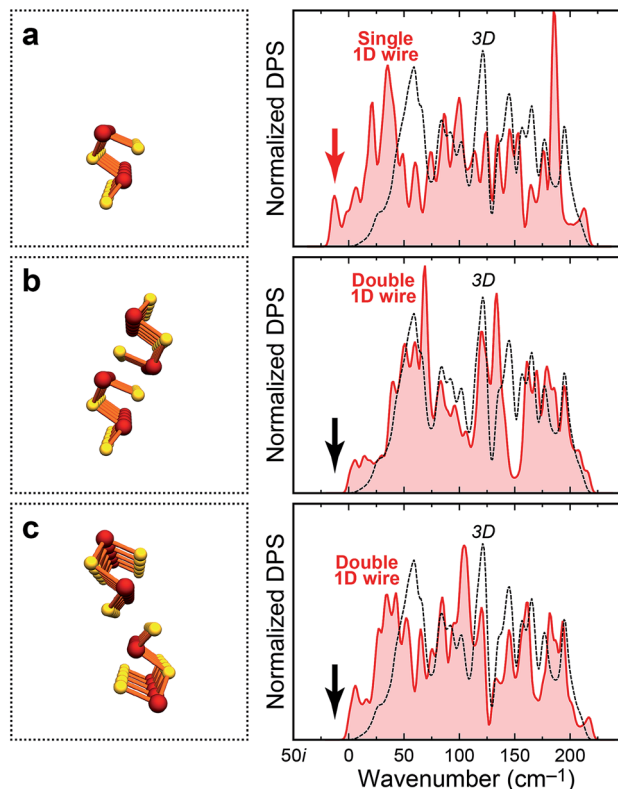 a
Normalized DPS
Single
1D wire
3D
b
Normalized DPS
Double
1D wire
3D
c
Normalized DPS
Double
1D wire
3D
50i 0 50 100 150 200
Wavenumber (cm⁻¹)